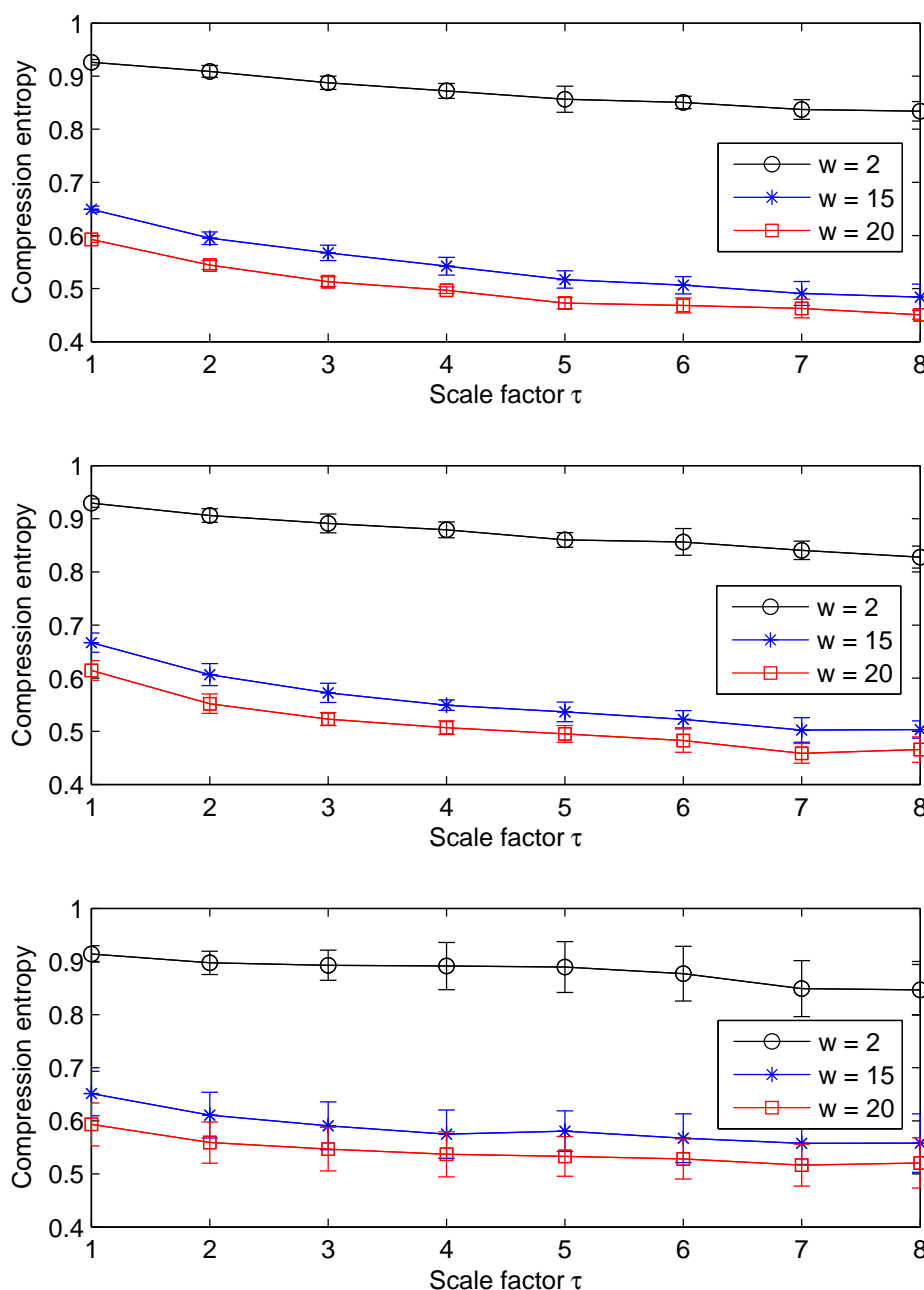 1
0.9
0.8
0.7
0.6
0.5
0.4
Compression entropy
w = 2
w = 15
w = 20
1 2 3 4 5 6 7 8
Scale factor τ
1
0.9
0.8
0.7
0.6
0.5
0.4
Compression entropy
w = 2
w = 15
w = 20
1 2 3 4 5 6 7 8
Scale factor τ
1
0.9
0.8
0.7
0.6
0.5
0.4
Compression entropy
w = 2
w = 15
w = 20
1 2 3 4 5 6 7 8
Scale factor τ